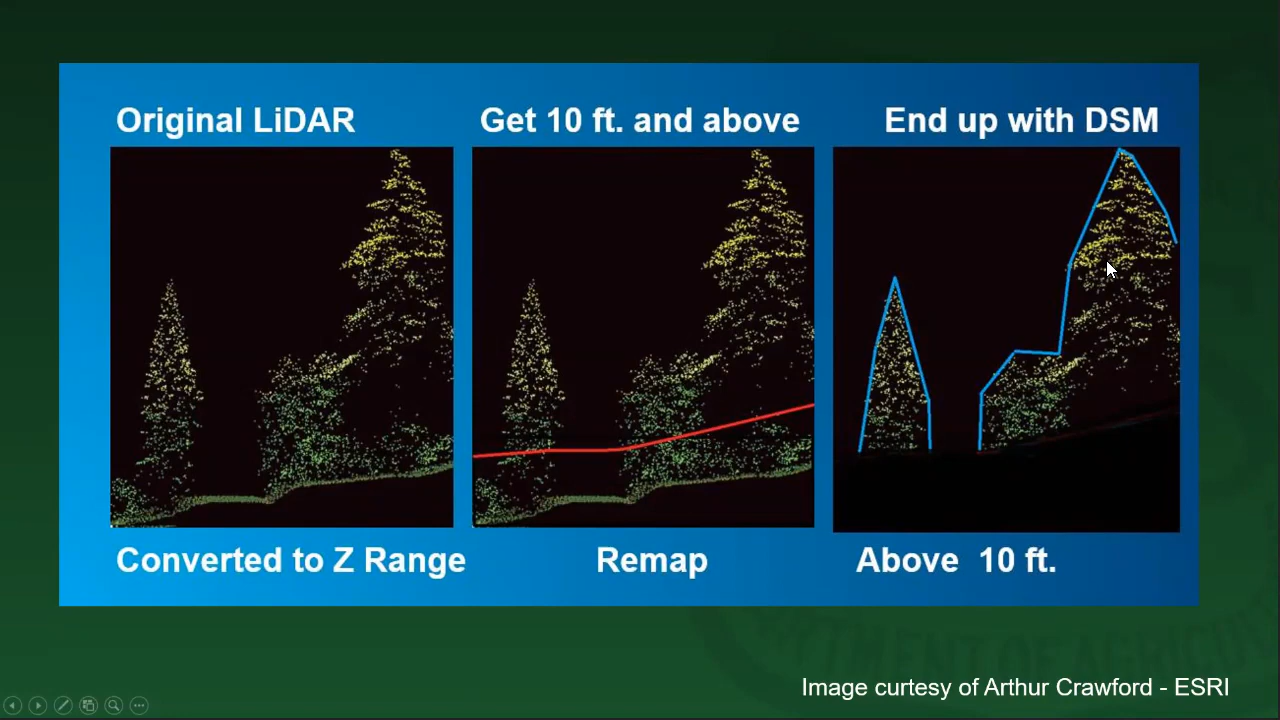 Original LiDAR
Get 10 ft. and above
End up with DSM
Converted to Z Range
Remap
Above 10 ft.
Image curtesy of Arthur Crawford - ESRI